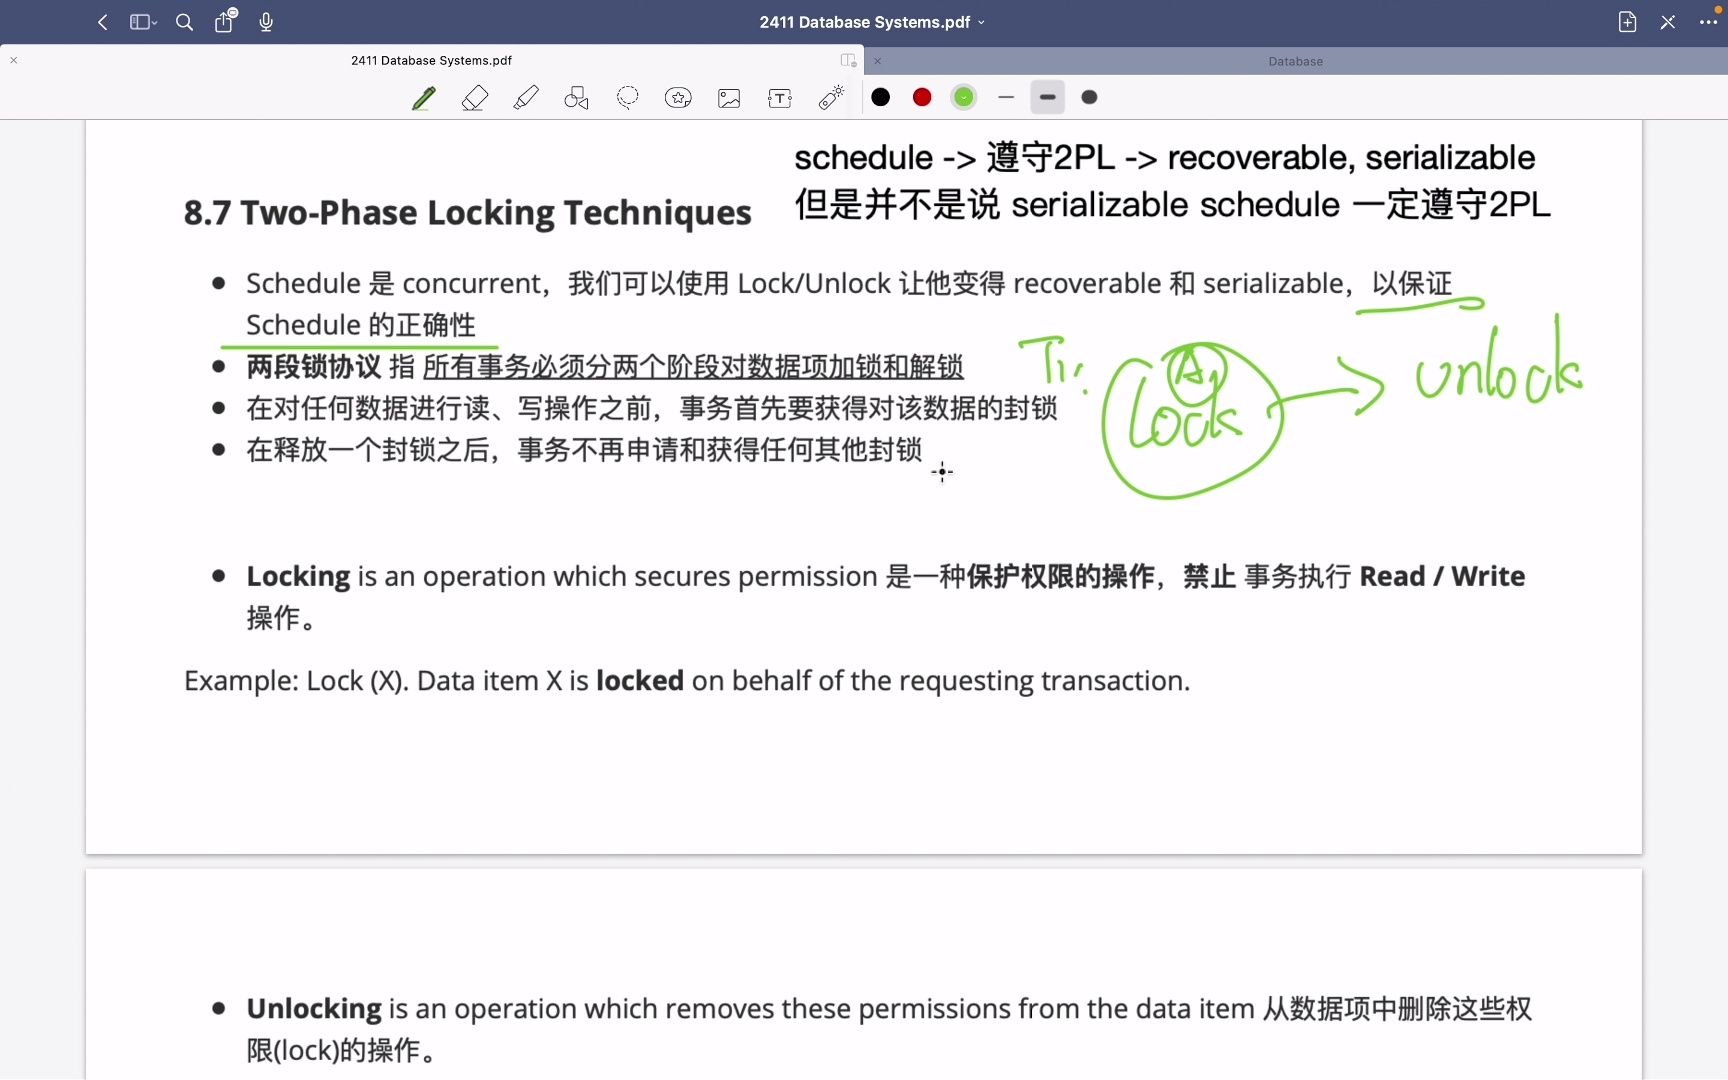 2411 Database Systems.pdf
2411 Database Systems.pdf
Database
schedule -> 遵守2PL -> recoverable, serializable
但是并不是说 serializable schedule 一定遵守2PL
8.7 Two-Phase Locking Techniques
Schedule 是 concurrent，我们可以使用 Lock/Unlock 让他变得 recoverable 和 serializable，以保证
Schedule 的正确性
两段锁协议 指 所有事务必须分两个阶段对数据项加锁和解锁
在对任何数据进行读、写操作之前，事务首先要获得对该数据的封锁
在释放一个封锁之后，事务不再申请和获得任何其他封锁
Lock
unlock
Locking is an operation which secures permission 是一种保护权限的操作，禁止 事务执行 Read / Write
操作。
Example: Lock (X). Data item X is locked on behalf of the requesting transaction.
Unlocking is an operation which removes these permissions from the data item 从数据项中删除这些权
限(lock)的操作。